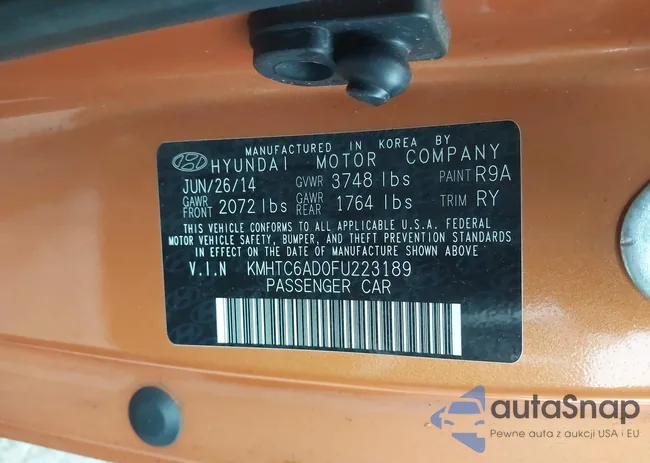 MANUFACTURED IN KOREA BY
HYUNDAI MOTOR COMPANY
JUN/26/14 GVWR 3748 lbs PAINT R9A
GAWR FRONT 2072 lbs GAWR REAR 1764 lbs TRIM RY
THIS VEHICLE CONFORMS TO ALL APPLICABLE U.S.A. FEDERAL
MOTOR VEHICLE SAFETY, BUMPER, AND THEFT PREVENTION STANDARDS
IN EFFECT ON THE DATE OF MANUFACTURE SHOWN ABOVE.
V.I.N KMHTC6AD0FU223189
PASSENGER CAR
autaSnap
Pewne auta z aukcji USA i EU